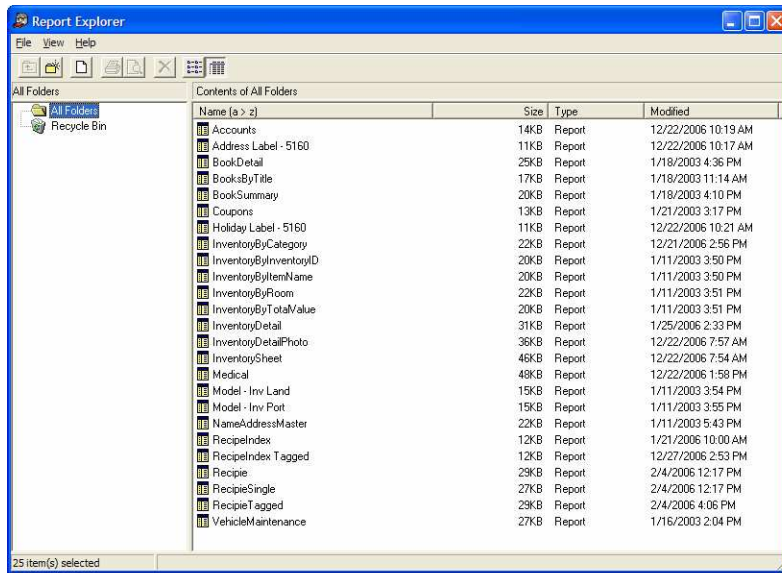 Report Explorer
File View Help
All Folders Contents of All Folders
All Folders
Recycle Bin
Name (a > z) Size Type Modified
Accounts 14KB Report 12/22/2006 10:19 AM
Address Label - 5160 11KB Report 12/22/2006 10:17 AM
BookDetail 25KB Report 1/18/2003 4:36 PM
BooksByTitle 17KB Report 1/18/2003 11:14 AM
BookSummary 20KB Report 1/18/2003 4:10 PM
Coupons 13KB Report 1/21/2003 3:17 PM
Holiday Label - 5160 11KB Report 12/22/2006 10:21 AM
InventoryByCategory 22KB Report 12/21/2006 2:56 PM
InventoryByInventoryID 20KB Report 1/11/2003 3:50 PM
InventoryByItemName 20KB Report 1/11/2003 3:50 PM
InventoryByRoom 22KB Report 1/11/2003 3:51 PM
InventoryByTotalValue 20KB Report 1/11/2003 3:51 PM
InventoryDetail 31KB Report 1/25/2006 2:33 PM
InventoryDetailPhoto 36KB Report 12/22/2006 7:57 AM
InventorySheet 46KB Report 12/22/2006 7:54 AM
Medical 48KB Report 12/22/2006 1:58 PM
Model - Inv Land 15KB Report 1/11/2003 3:54 PM
Model - Inv Port 15KB Report 1/11/2003 3:55 PM
NameAddressMaster 22KB Report 1/11/2003 5:43 PM
RecipeIndex 12KB Report 1/21/2006 10:00 AM
RecipeIndex Tagged 12KB Report 12/27/2006 2:53 PM
Recipie 29KB Report 2/4/2006 12:17 PM
RecipieSingle 27KB Report 2/4/2006 12:17 PM
RecipieTagged 29KB Report 2/4/2006 4:06 PM
VehicleMaintenance 27KB Report 1/16/2003 2:04 PM
25 item(s) selected